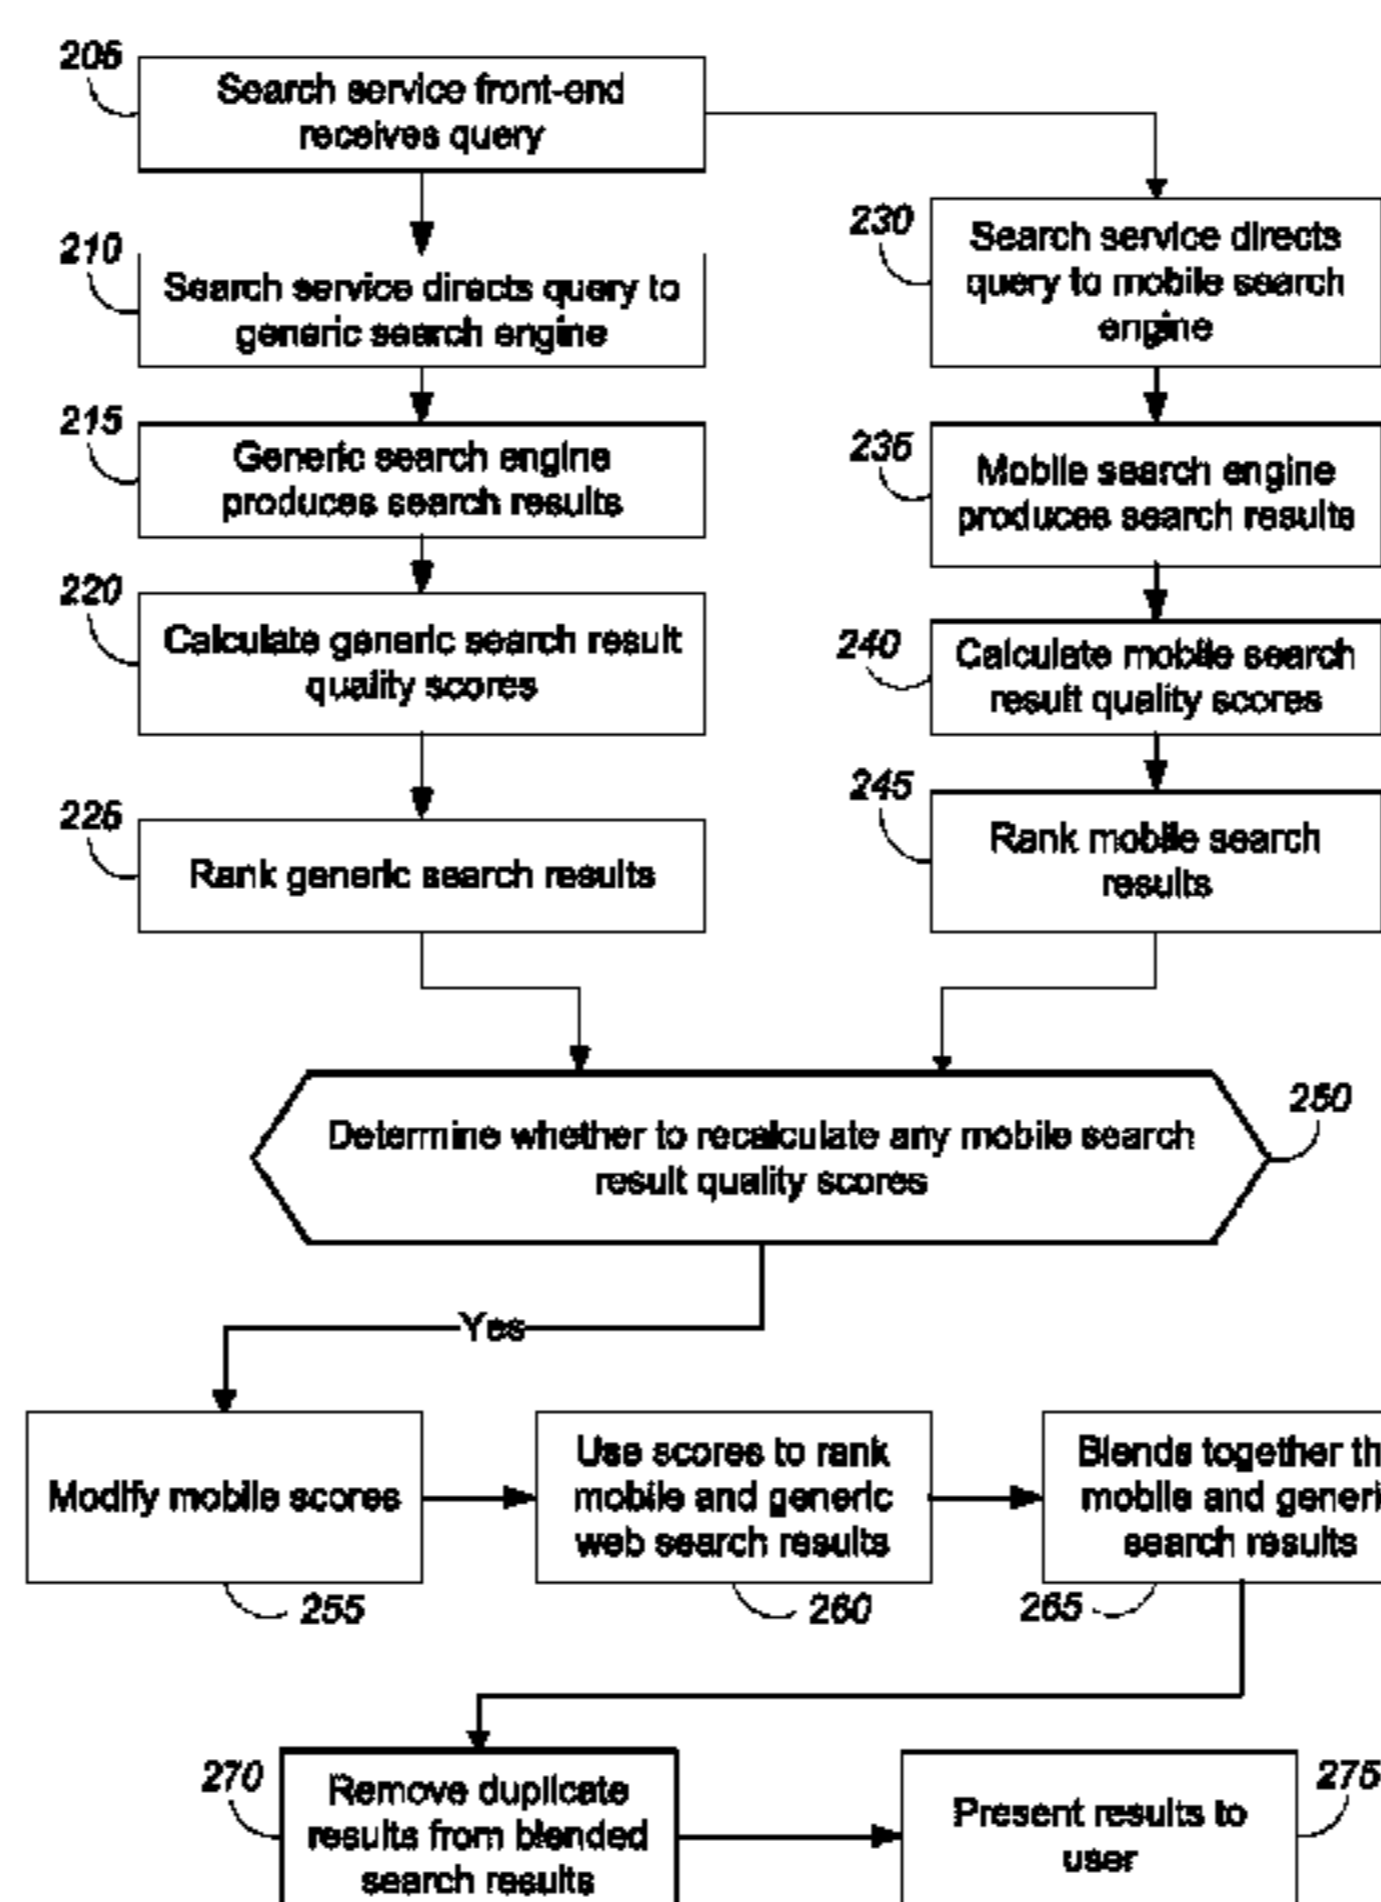 205
Search service front-end
receives query
210
Search service directs query to
generic search engine
215
Generic search engine
produces search results
220
Calculate generic search result
quality scores
225
Rank generic search results
230
Search service directs
query to mobile search
engine
235
Mobile search engine
produces search results
240
Calculate mobile search
result quality scores
245
Rank mobile search
results
250
Determine whether to recalculate any mobile search
result quality scores
Yes
Modify mobile scores
255
Use scores to rank
mobile and generic
web search results
260
Blends together th
mobile and generi
search results
265
270
Remove duplicate
results from blended
search results
275
Present results to
user